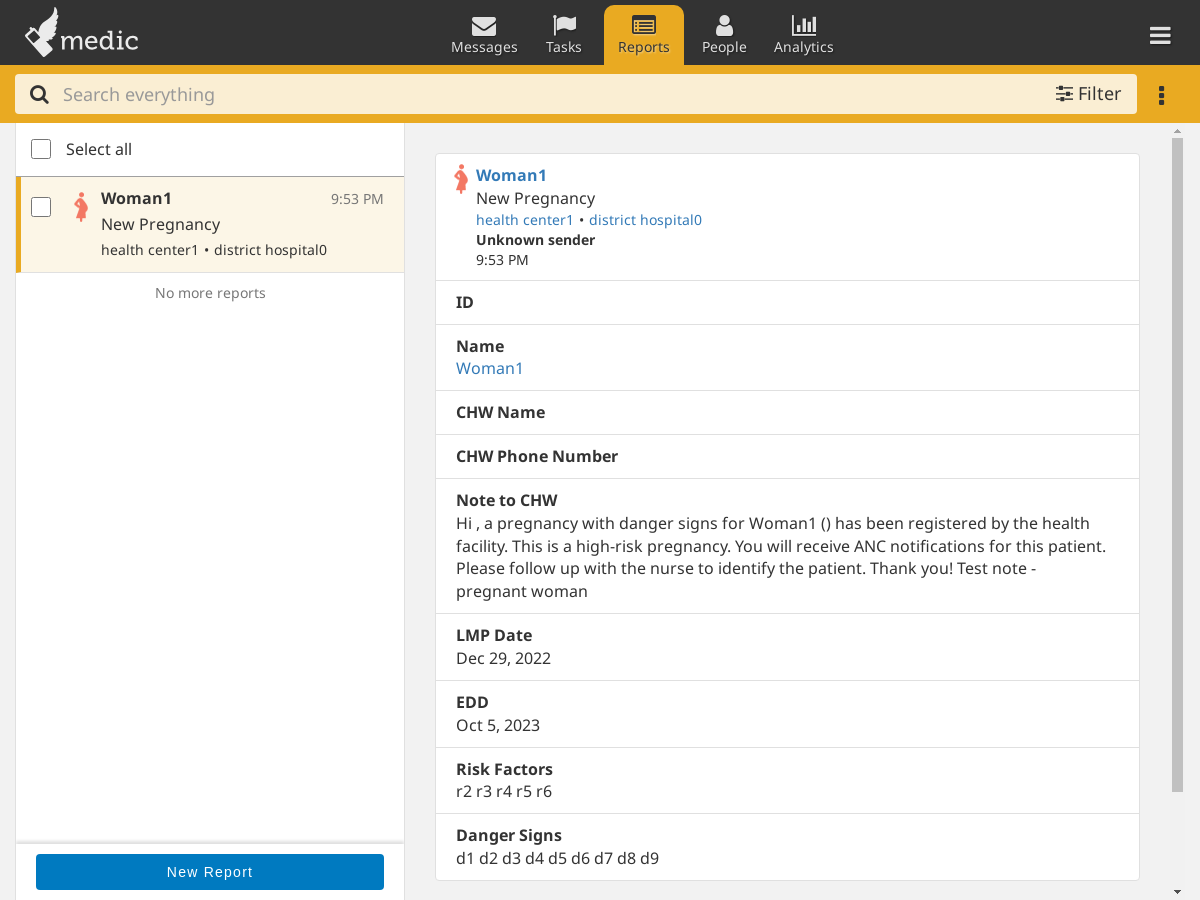 medic
Messages
Tasks
Reports
People
Analytics
Search everything
Filter
Select all
Woman1
9:53 PM
New Pregnancy
health center1 • district hospital0
No more reports
New Report
Woman1
New Pregnancy
health center1 • district hospital0
Unknown sender
9:53 PM
ID
Name
Woman1
CHW Name
CHW Phone Number
Note to CHW
Hi , a pregnancy with danger signs for Woman1 () has been registered by the health
facility. This is a high-risk pregnancy. You will receive ANC notifications for this patient.
Please follow up with the nurse to identify the patient. Thank you! Test note -
pregnant woman
LMP Date
Dec 29, 2022
EDD
Oct 5, 2023
Risk Factors
r2 r3 r4 r5 r6
Danger Signs
d1 d2 d3 d4 d5 d6 d7 d8 d9